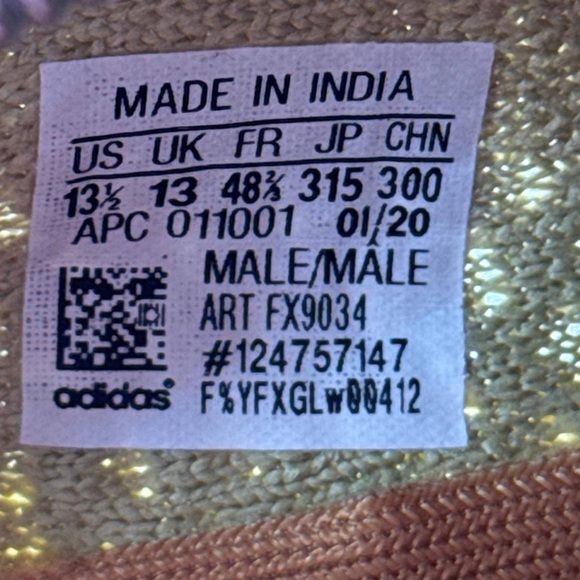 MADE IN INDIA
US UK FR JP CHN
13½ 13 48⅔ 315 300
APC 011001 01/20
MALE/MÂLE
ART FX9034
#124757147
adidas® F%YFXGLw00412